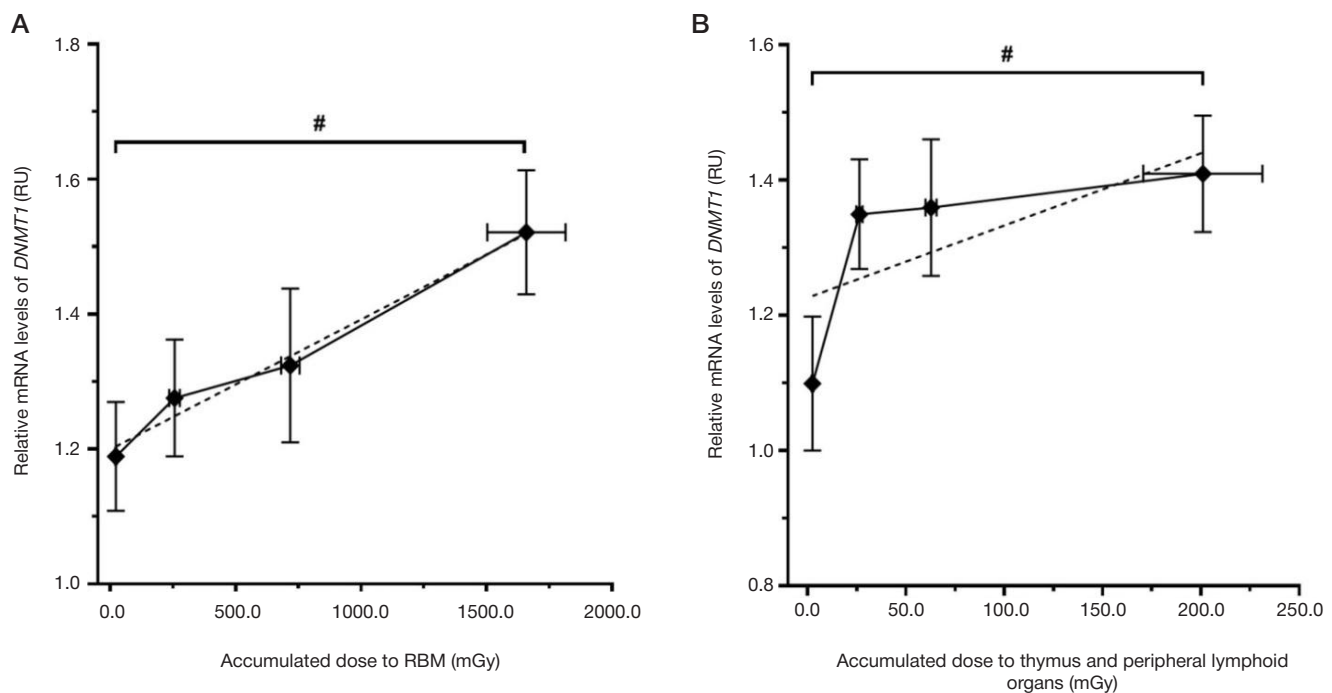 A
Relative mRNA levels of DNMT1 (RU)
1.8
1.6
1.4
1.2
1.0
#
0.0 500.0 1000.0 1500.0 2000.0
Accumulated dose to RBM (mGy)
B
Relative mRNA levels of DNMT1 (RU)
1.6
1.4
1.2
1.0
0.8
#
0.0 50.0 100.0 150.0 200.0 250.0
Accumulated dose to thymus and peripheral lymphoid
organs (mGy)